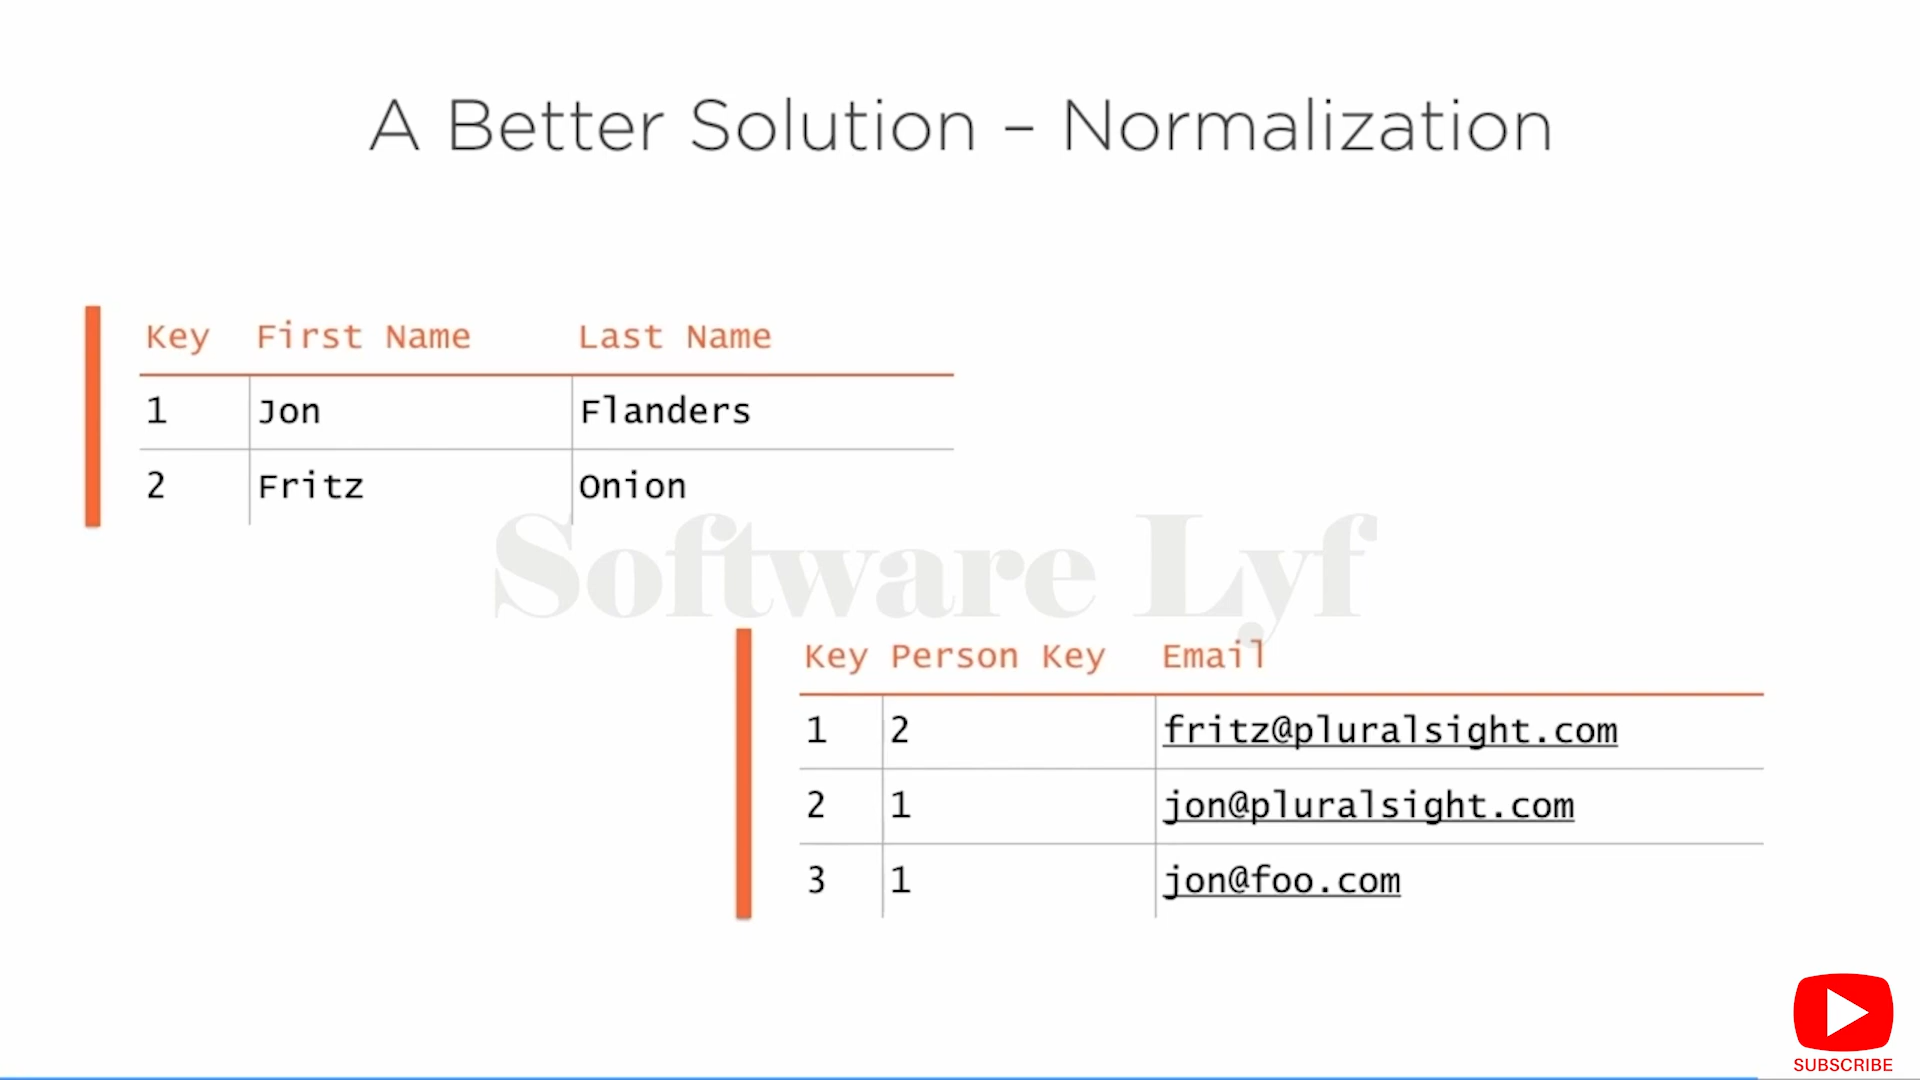 A Better Solution – Normalization
Key First Name Last Name
1 Jon Flanders
2 Fritz Onion
Software Lyf
Key Person Key Email
1 2 fritz@pluralsight.com
2 1 jon@pluralsight.com
3 1 jon@foo.com
SUBSCRIBE